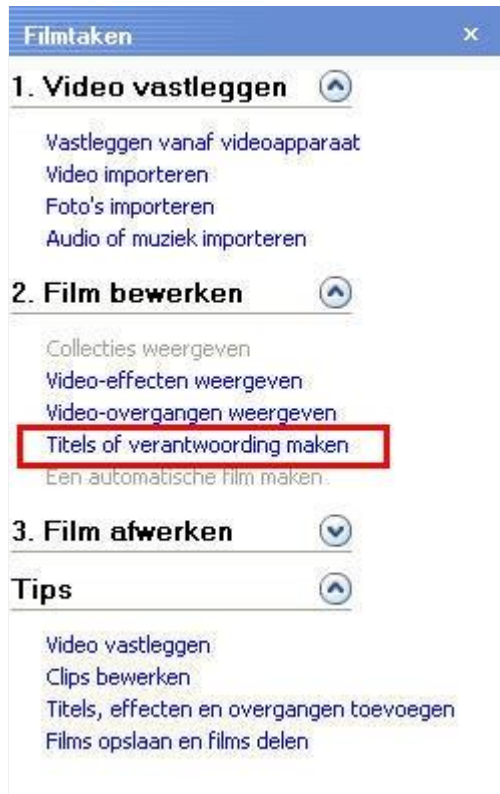 Filmtaken
1. Video vastleggen
Vastleggen vanaf videoapparaat
Video importeren
Foto's importeren
Audio of muziek importeren
2. Film bewerken
Collecties weergeven
Video-effecten weergeven
Video-overgangen weergeven
Titels of verantwoording maken
Een automatische film maken
3. Film afwerken
Tips
Video vastleggen
Clips bewerken
Titels, effecten en overgangen toevoegen
Films opslaan en films delen